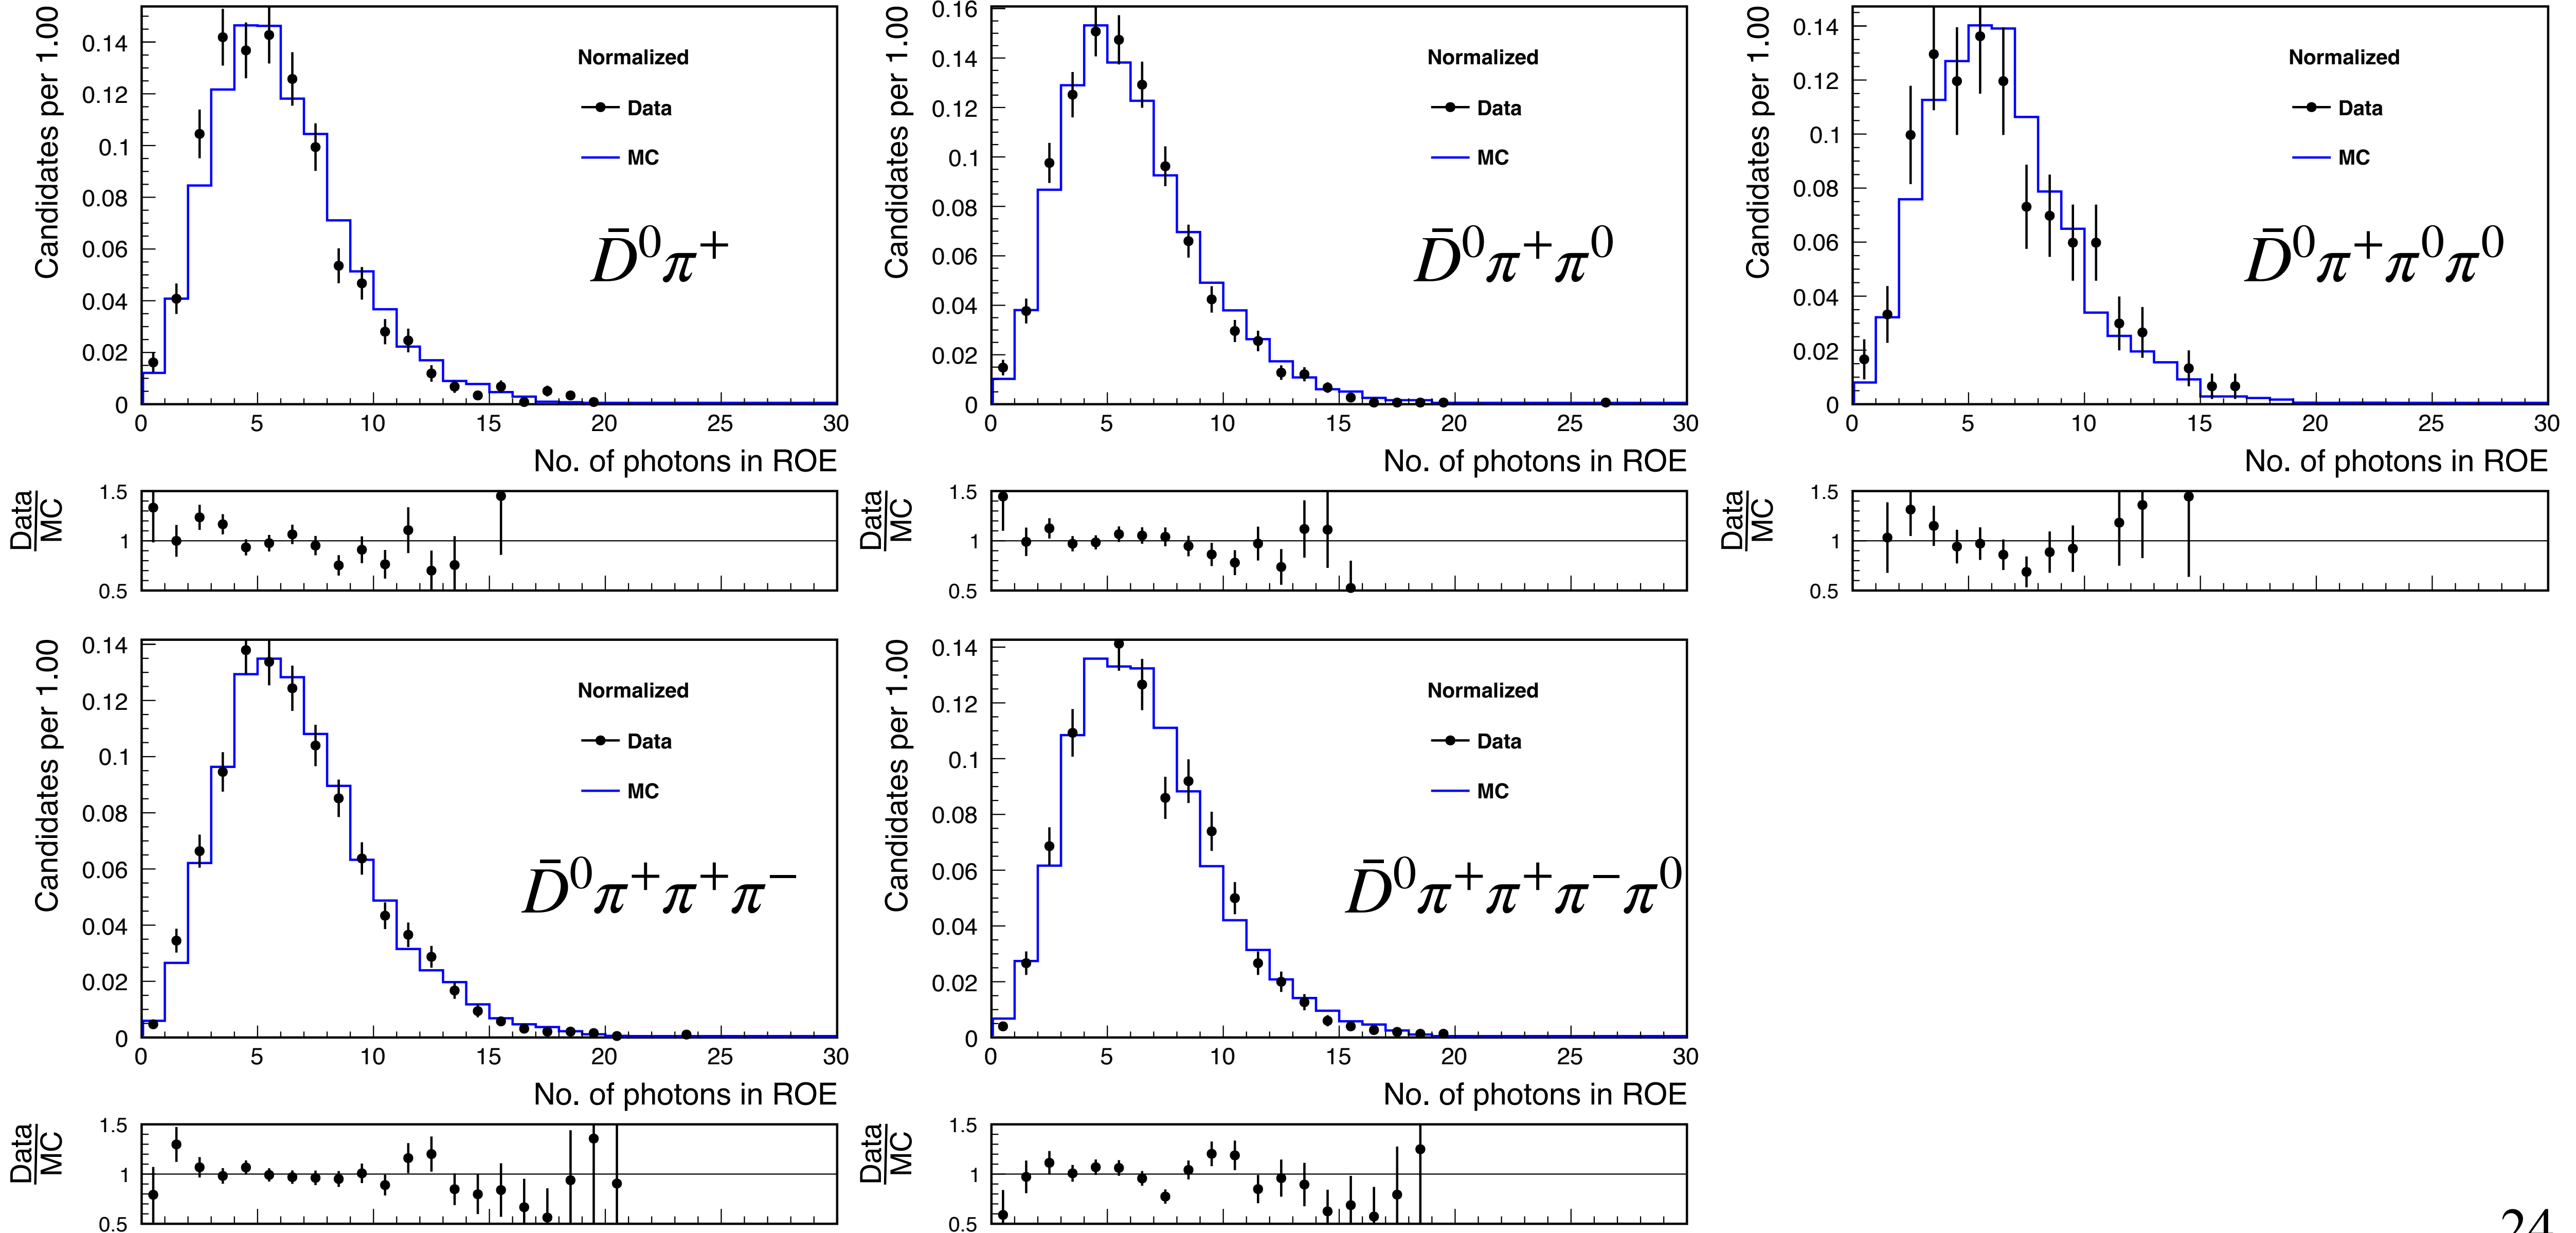 Candidates per 1.00
0.14
0.12
0.1
0.08
0.06
0.04
0.02
0
Normalized
Data
MC
D̄⁰π⁺
0 5 10 15 20 25 30
No. of photons in ROE
Data
MC
1.5
1
0.5
Candidates per 1.00
0.16
0.14
0.12
0.1
0.08
0.06
0.04
0.02
0
Normalized
Data
MC
D̄⁰π⁺π⁰
0 5 10 15 20 25 30
No. of photons in ROE
Data
MC
1.5
1
0.5
Candidates per 1.00
0.14
0.12
0.1
0.08
0.06
0.04
0.02
0
Normalized
Data
MC
D̄⁰π⁺π⁰π⁰
0 5 10 15 20 25 30
No. of photons in ROE
Data
MC
1.5
1
0.5
Candidates per 1.00
0.14
0.12
0.1
0.08
0.06
0.04
0.02
0
Normalized
Data
MC
D̄⁰π⁺π⁺π⁻
0 5 10 15 20 25 30
No. of photons in ROE
Data
MC
1.5
1
0.5
Candidates per 1.00
0.14
0.12
0.1
0.08
0.06
0.04
0.02
0
Normalized
Data
MC
D̄⁰π⁺π⁺π⁻π⁰
0 5 10 15 20 25 30
No. of photons in ROE
Data
MC
1.5
1
0.5
24